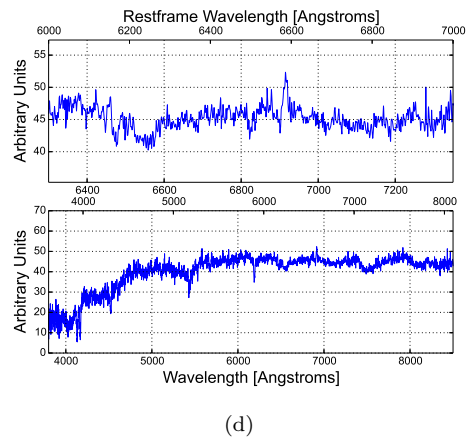 Restframe Wavelength [Angstroms]
6000 6200 6400 6600 6800 7000
Arbitrary Units
55
50
45
40
6400 6600 6800 7000 7200
4000 5000 6000 7000 8000
Arbitrary Units
70
60
50
40
30
20
10
0
4000 5000 6000 7000 8000
Wavelength [Angstroms]
(d)